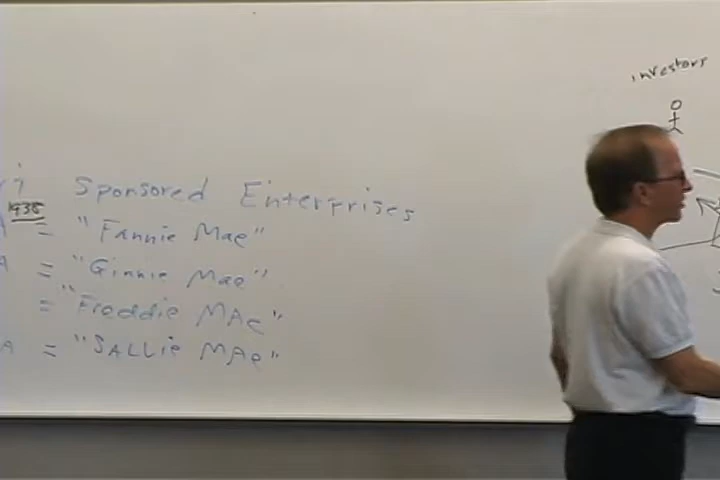 investors
Sponsored Enterprises
1938
= "Fannie Mae"
A = "Ginnie Mae"
= "Freddie MAc"
A = "SALLie MAe"